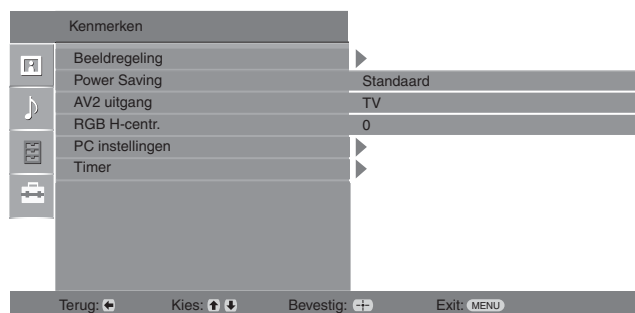 Kenmerken
Beeldregeling
Power Saving Standaard
AV2 uitgang TV
RGB H-centr. 0
PC instellingen
Timer
Terug: Kies: Bevestig: Exit: MENU